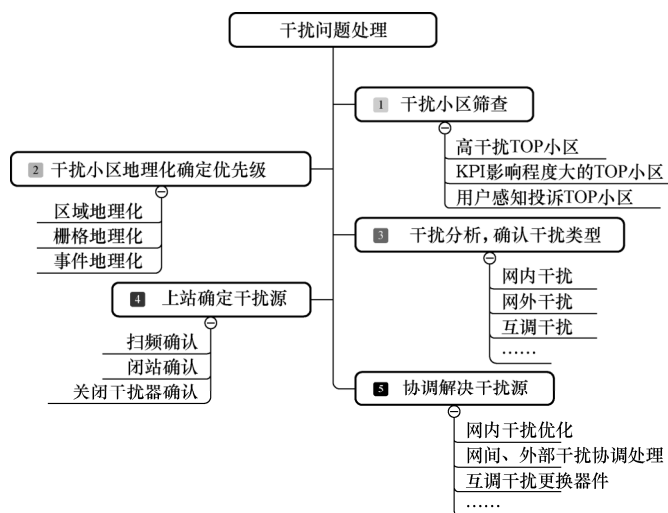 干扰问题处理
1 干扰小区筛查
高干扰TOP小区
KPI影响程度大的TOP小区
用户感知投诉TOP小区
2 干扰小区地理化确定优先级
区域地理化
栅格地理化
事件地理化
3 干扰分析，确认干扰类型
网内干扰
网外干扰
互调干扰
……
4 上站确定干扰源
扫频确认
闭站确认
关闭干扰器确认
5 协调解决干扰源
网内干扰优化
网间、外部干扰协调处理
互调干扰更换器件
……